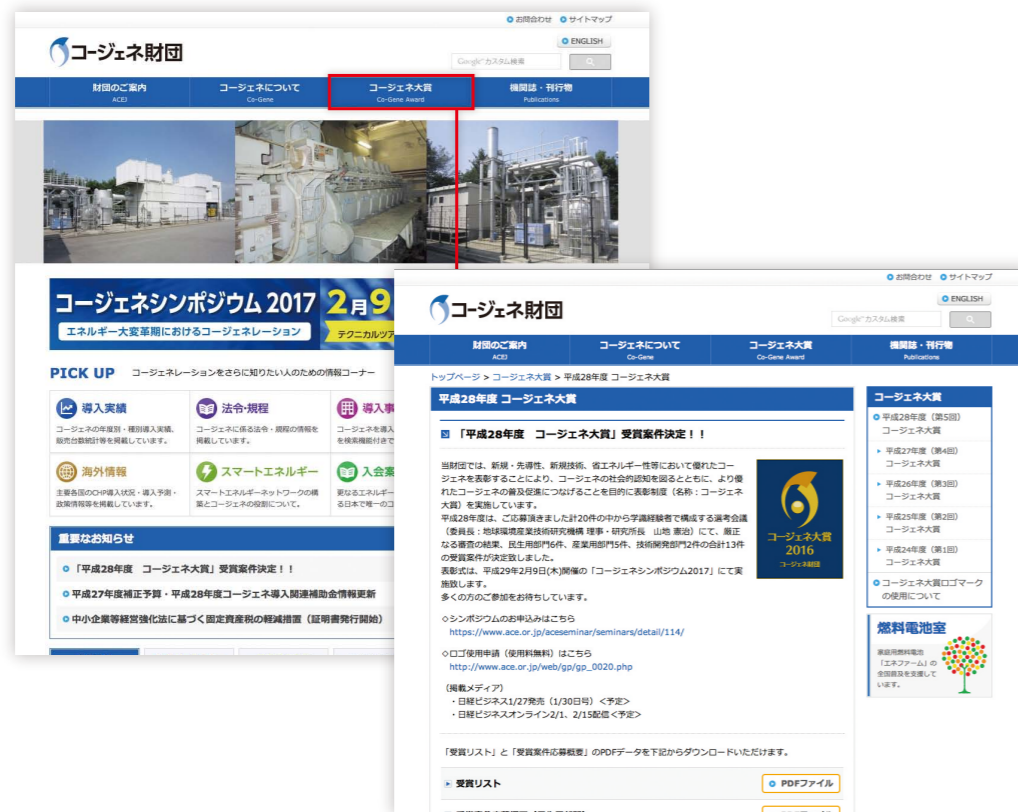 お問合わせ サイトマップ
コージェネ財団
ENGLISH
Google カスタム検索
財団のご案内 コージェネについて コージェネ大賞 機関誌・刊行物
ACEJ Co-Gene Co-Gene Award Publications
コージェネシンポジウム 2017 2月9
エネルギー大変革期におけるコージェネレーション テクニカルツア
PICK UP コージェネレーションをさらに知りたい人のための情報コーナー
導入実績 法令・規程 導入事
コージェネの年度別・種別導入実績、 コージェネに係る法令・規程の情報を コージェネを導入
販売台数統計等を掲載しています。 掲載しています。 を検索機能付きで
海外情報 スマートエネルギー 入会案
主要各国のCHP導入状況・導入予測・ スマートエネルギーネットワークの構 更なるエネルギー
政策情報等を掲載しています。 築とコージェネの役割について。 る日本で唯一のコ
重要なお知らせ
「平成28年度 コージェネ大賞」受賞案件決定!!
平成27年度補正予算・平成28年度コージェネ導入関連補助金情報更新
中小企業等経営強化法に基づく固定資産税の軽減措置(証明書発行開始)
お問合わせ サイトマップ
コージェネ財団
ENGLISH
Google カスタム検索
財団のご案内 コージェネについて コージェネ大賞 機関誌・刊行物
ACEJ Co-Gene Co-Gene Award Publications
トップページ > コージェネ大賞 > 平成28年度 コージェネ大賞
平成28年度 コージェネ大賞
「平成28年度 コージェネ大賞」受賞案件決定!!
当財団では、新規・先導性、新規技術、省エネルギー性等において優れたコー
ジェネを表彰することにより、コージェネの社会的認知を図るとともに、より優
れたコージェネの普及促進につなげることを目的に表彰制度(名称:コージェネ
大賞)を実施しています。
平成28年度は、ご応募頂きました計20件の中から学識経験者で構成する選考会議
(委員長:地球環境産業技術研究機構 理事・研究所長 山地 憲治)にて、厳正
なる審査の結果、民生用部門6件、産業用部門5件、技術開発部門2件の合計13件
の受賞案件が決定致しました。
表彰式は、平成29年2月9日(木)開催の「コージェネシンポジウム2017」にて実
施致します。
多くの方のご参加をお待ちしています。
コージェネ大賞
2016
コージェネ財団
◇シンポジウムのお申込みはこちら
https://www.ace.or.jp/aceseminar/seminars/detail/114/
◇ロゴ使用申請(使用料無料)はこちら
http://www.ace.or.jp/web/gp/gp_0020.php
(掲載メディア)
・日経ビジネス1/27発売(1/30日号)<予定>
・日経ビジネスオンライン2/1、2/15配信<予定>
「受賞リスト」と「受賞案件応募概要」のPDFデータを下記からダウンロードいただけます。
受賞リスト PDFファイル
コージェネ大賞
平成28年度(第5回)
コージェネ大賞
平成27年度(第4回)
コージェネ大賞
平成26年度(第3回)
コージェネ大賞
平成25年度(第2回)
コージェネ大賞
平成24年度(第1回)
コージェネ大賞
コージェネ大賞ロゴマーク
の使用について
燃料電池室
家庭用燃料電池
「エネファーム」の
全国普及を支援して
います。